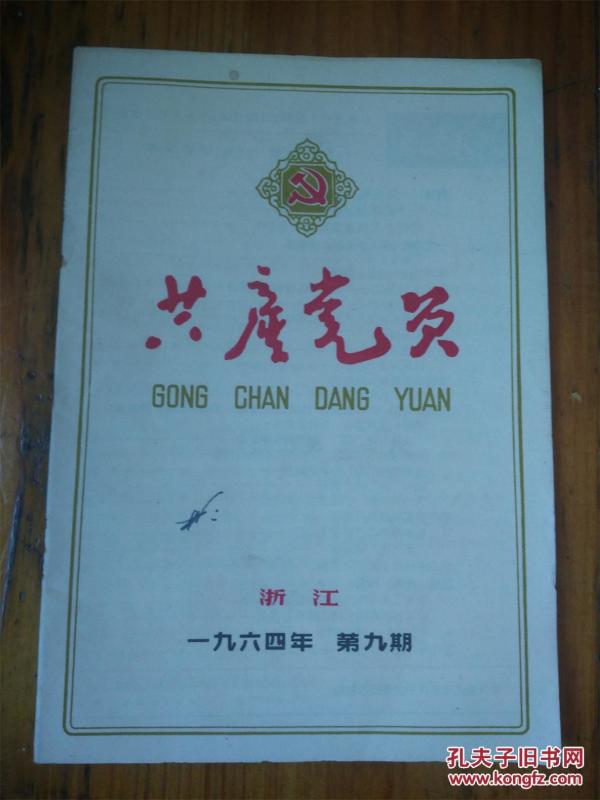 共产党员
GONG CHAN DANG YUAN
浙江
一九六四年 第九期
孔夫子旧书网
www.kongfz.com